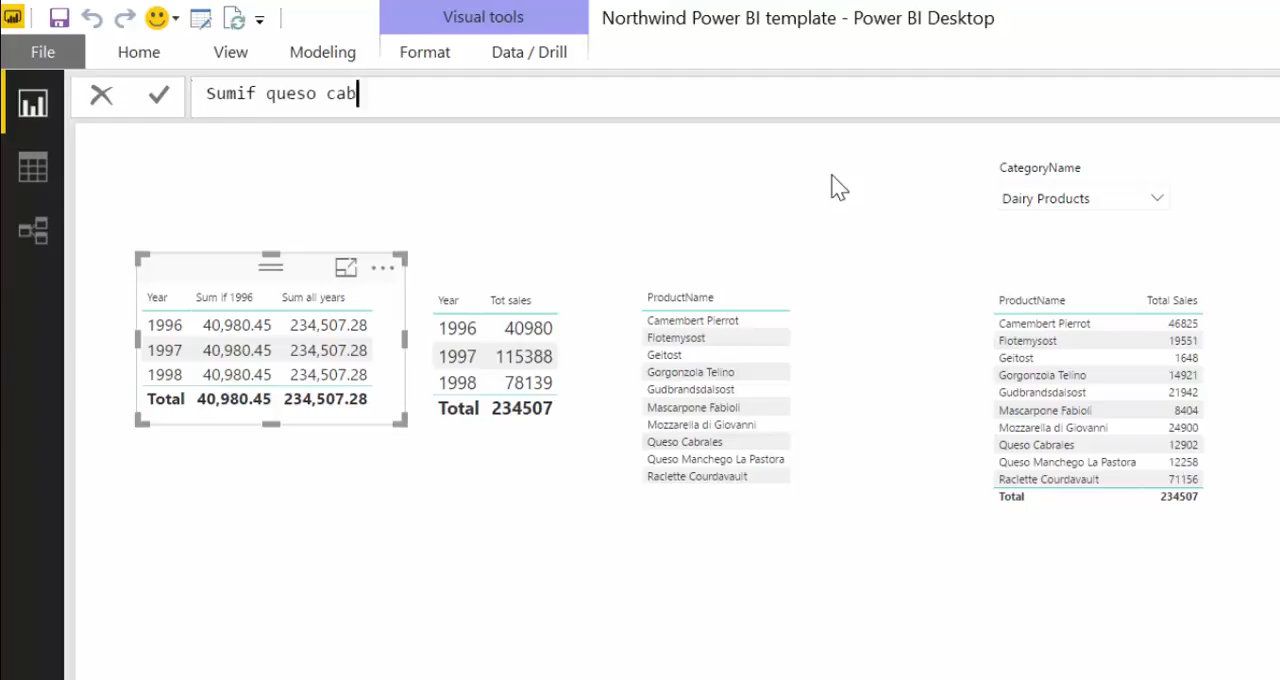 Visual tools
Northwind Power BI template - Power BI Desktop
File Home View Modeling Format Data / Drill
Sumif queso cab
CategoryName
Dairy Products
Year Sum if 1996 Sum all years
1996 40,980.45 234,507.28
1997 40,980.45 234,507.28
1998 40,980.45 234,507.28
Total 40,980.45 234,507.28
Year Tot sales
1996 40980
1997 115388
1998 78139
Total 234507
ProductName
Camembert Pierrot
Flotemysost
Geitost
Gorgonzola Telino
Gudbrandsdalsost
Mascarpone Fabioli
Mozzarella di Giovanni
Queso Cabrales
Queso Manchego La Pastora
Raclette Courdavault
ProductName Total Sales
Camembert Pierrot 46825
Flotemysost 19551
Geitost 1648
Gorgonzola Telino 14921
Gudbrandsdalsost 21942
Mascarpone Fabioli 8404
Mozzarella di Giovanni 24900
Queso Cabrales 12902
Queso Manchego La Pastora 12258
Raclette Courdavault 71156
Total 234507